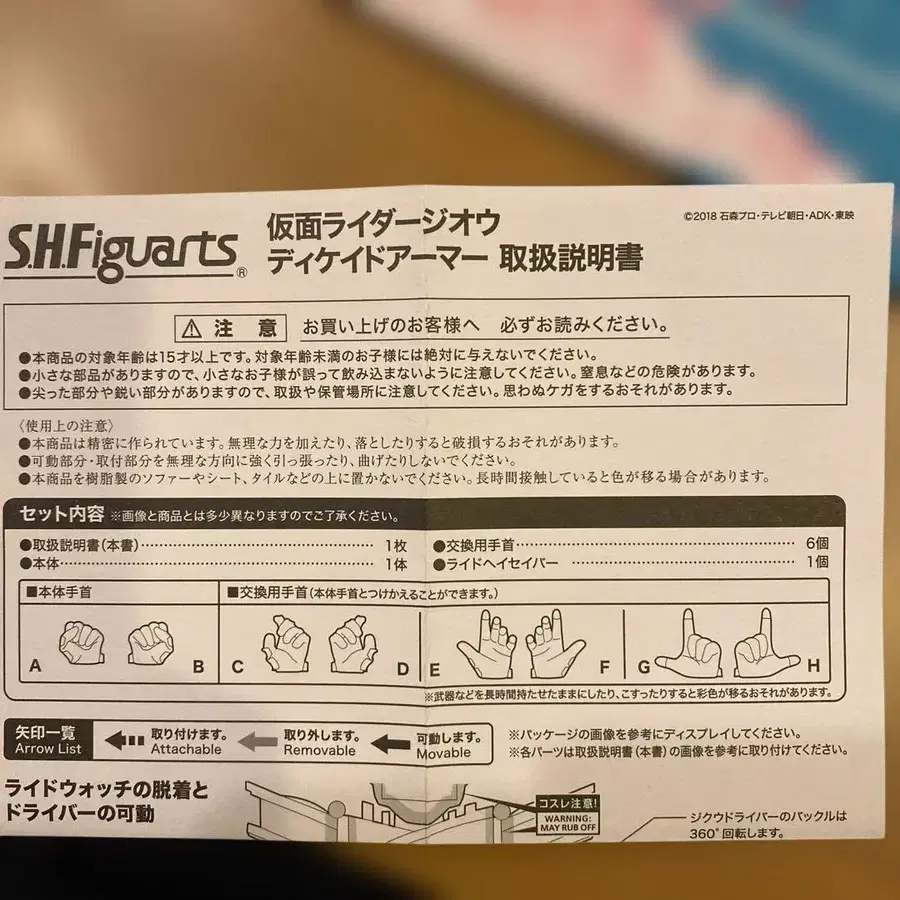 S.H.Figuarts®
仮面ライダージオウ
ディケイドアーマー 取扱説明書
©2018 石森プロ・テレビ朝日・ADK・東映
⚠ 注 意 お買い上げのお客様へ 必ずお読みください。
●本商品の対象年齢は15才以上です。対象年齢未満のお子様には絶対に与えないでください。
●小さな部品がありますので、小さなお子様が誤って飲み込まないように注意してください。窒息などの危険があります。
●尖った部分や鋭い部分がありますので、取扱や保管場所に注意してください。思わぬケガをするおそれがあります。
〈使用上の注意〉
●本商品は精密に作られています。無理な力を加えたり、落としたりすると破損するおそれがあります。
●可動部分・取付部分を無理な方向に強く引っ張ったり、曲げたりしないでください。
●本商品を樹脂製のソファーやシート、タイルなどの上に置かないでください。長時間接触していると色が移る場合があります。
セット内容 ※画像と商品とは多少異なりますのでご了承ください。
●取扱説明書(本書)‥‥‥‥‥‥‥‥‥‥‥‥1枚
●本体‥‥‥‥‥‥‥‥‥‥‥‥‥‥‥‥1体
●交換用手首‥‥‥‥‥‥‥‥‥‥‥‥‥‥6個
●ライドヘイセイバー ‥‥‥‥‥‥‥‥‥‥1個
■本体手首
■交換用手首(本体手首とつけかえることができます。)
A B C D E F G H
※武器などを長時間持たせたままにしたり、こすったりすると彩色が移るおそれがあります。
矢印一覧
Arrow List
取り付けます。
Attachable
取り外します。
Removable
可動します。
Movable
※パッケージの画像を参考にディスプレイしてください。
※各パーツは取扱説明書(本書)の画像を参考に取り付けてください。
ライドウォッチの脱着と
ドライバーの可動
コスレ注意!
WARNING:
MAY RUB OFF
ジクウドライバーのバックルは
360°回転します。